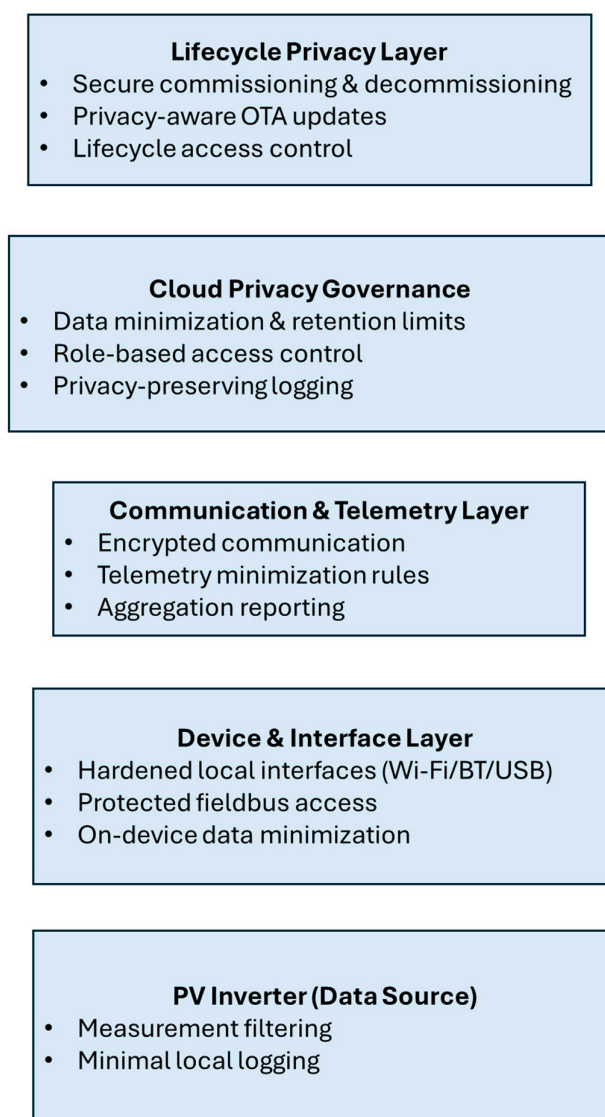 Lifecycle Privacy Layer
• Secure commissioning & decommissioning
• Privacy-aware OTA updates
• Lifecycle access control
Cloud Privacy Governance
• Data minimization & retention limits
• Role-based access control
• Privacy-preserving logging
Communication & Telemetry Layer
• Encrypted communication
• Telemetry minimization rules
• Aggregation reporting
Device & Interface Layer
• Hardened local interfaces (Wi-Fi/BT/USB)
• Protected fieldbus access
• On-device data minimization
PV Inverter (Data Source)
• Measurement filtering
• Minimal local logging